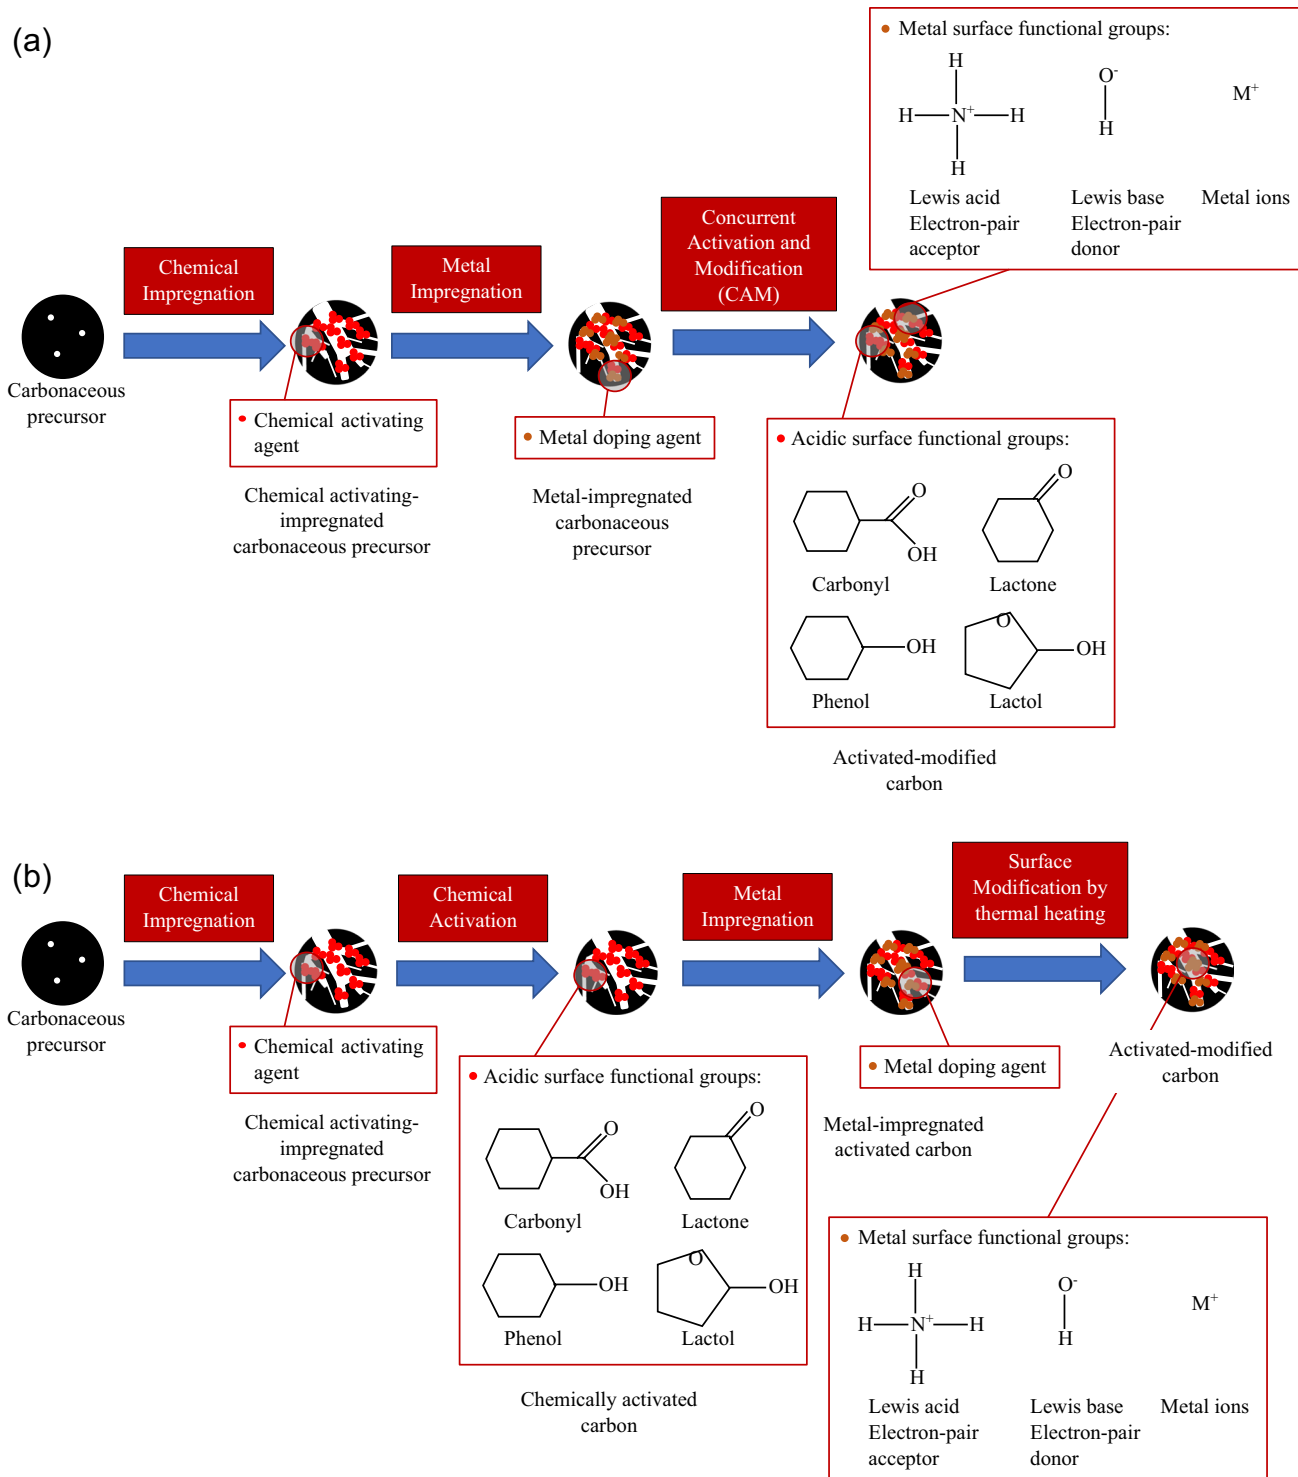 (a)
• Metal surface functional groups:
H
H—N⁺—H
H
O⁻
H
M⁺
Lewis acid
Electron-pair
acceptor
Lewis base
Electron-pair
donor
Metal ions
Chemical
Impregnation
Metal
Impregnation
Concurrent
Activation and
Modification
(CAM)
Carbonaceous
precursor
• Chemical activating
agent
Chemical activating-
impregnated
carbonaceous precursor
• Metal doping agent
Metal-impregnated
carbonaceous
precursor
• Acidic surface functional groups:
O
OH
Carbonyl
O
Lactone
OH
Phenol
O
OH
Lactol
Activated-modified
carbon
(b)
Chemical
Impregnation
Chemical
Activation
Metal
Impregnation
Surface
Modification by
thermal heating
Carbonaceous
precursor
• Chemical activating
agent
Chemical activating-
impregnated
carbonaceous precursor
• Acidic surface functional groups:
O
OH
Carbonyl
O
Lactone
OH
Phenol
O
OH
Lactol
Chemically activated
carbon
• Metal doping agent
Metal-impregnated
activated carbon
Activated-modified
carbon
• Metal surface functional groups:
H
H—N⁺—H
H
O⁻
H
M⁺
Lewis acid
Electron-pair
acceptor
Lewis base
Electron-pair
donor
Metal ions